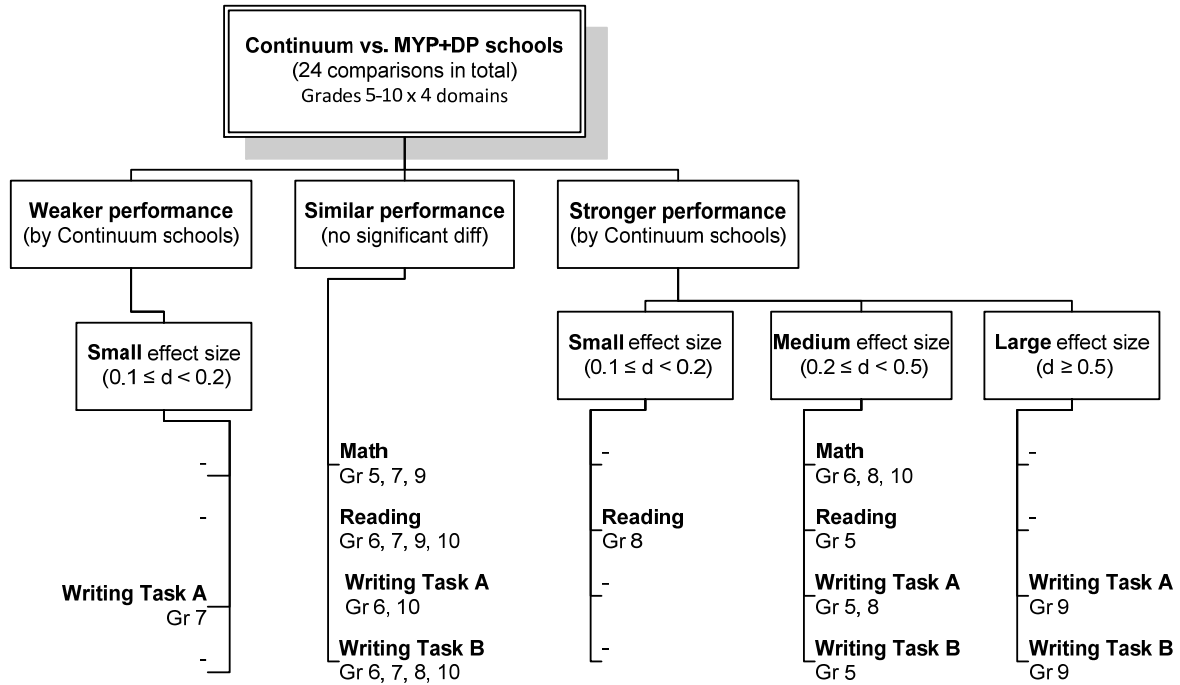 Continuum vs. MYP+DP schools
(24 comparisons in total)
Grades 5-10 x 4 domains
Weaker performance
(by Continuum schools)
Similar performance
(no significant diff)
Stronger performance
(by Continuum schools)
Small effect size
(0.1 ≤ d < 0.2)
Small effect size
(0.1 ≤ d < 0.2)
Medium effect size
(0.2 ≤ d < 0.5)
Large effect size
(d ≥ 0.5)
-
-
Writing Task A
Gr 7
-
Math
Gr 5, 7, 9
Reading
Gr 6, 7, 9, 10
Writing Task A
Gr 6, 10
Writing Task B
Gr 6, 7, 8, 10
-
Reading
Gr 8
-
-
Math
Gr 6, 8, 10
Reading
Gr 5
Writing Task A
Gr 5, 8
Writing Task B
Gr 5
-
-
Writing Task A
Gr 9
Writing Task B
Gr 9